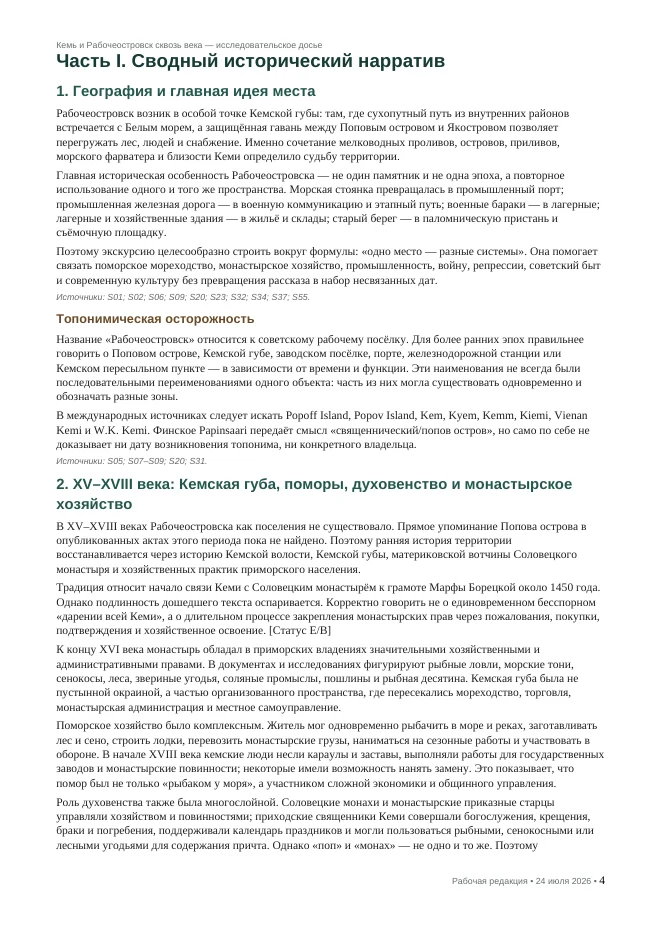 Кемь и Рабочеостровск сквозь века — исследовательское досье
Часть I. Сводный исторический нарратив
1. География и главная идея места
Рабочеостровск возник в особой точке Кемской губы: там, где сухопутный путь из внутренних районов
встречается с Белым морем, а защищённая гавань между Поповым островом и Якостровом позволяет
перегружать лес, людей и снабжение. Именно сочетание мелководных проливов, островов, приливов,
морского фарватера и близости Кеми определило судьбу территории.
Главная историческая особенность Рабочеостровска — не один памятник и не одна эпоха, а повторное
использование одного и того же пространства. Морская стоянка превращалась в промышленный порт;
промышленная железная дорога — в военную коммуникацию и этапный путь; военные бараки — в лагерные;
лагерные и хозяйственные здания — в жильё и склады; старый берег — в паломническую пристань и
съёмочную площадку.
Поэтому экскурсию целесообразно строить вокруг формулы: «одно место — разные системы». Она помогает
связать поморское мореходство, монастырское хозяйство, промышленность, войну, репрессии, советский быт
и современную культуру без превращения рассказа в набор несвязанных дат.
Источники: S01; S02; S06; S09; S20; S23; S32; S34; S37; S55.
Топонимическая осторожность
Название «Рабочеостровск» относится к советскому рабочему посёлку. Для более ранних эпох правильнее
говорить о Поповом острове, Кемской губе, заводском посёлке, порте, железнодорожной станции или
Кемском пересыльном пункте — в зависимости от времени и функции. Эти наименования не всегда были
последовательными переименованиями одного объекта: часть из них могла существовать одновременно и
обозначать разные зоны.
В международных источниках следует искать Popoff Island, Popov Island, Kem, Kyem, Kemm, Kiemi, Vienan
Kemi и W.K. Kemi. Финское Papinsaari передаёт смысл «священнический/попов остров», но само по себе не
доказывает ни дату возникновения топонима, ни конкретного владельца.
Источники: S05; S07–S09; S20; S31.
2. XV–XVIII века: Кемская губа, поморы, духовенство и монастырское
хозяйство
В XV–XVIII веках Рабочеостровска как поселения не существовало. Прямое упоминание Попова острова в
опубликованных актах этого периода пока не найдено. Поэтому ранняя история территории
восстанавливается через историю Кемской волости, Кемской губы, материковой вотчины Соловецкого
монастыря и хозяйственных практик приморского населения.
Традиция относит начало связи Кеми с Соловецким монастырём к грамоте Марфы Борецкой около 1450 года.
Однако подлинность дошедшего текста оспаривается. Корректно говорить не о единовременном бесспорном
«дарении всей Кеми», а о длительном процессе закрепления монастырских прав через пожалования, покупки,
подтверждения и хозяйственное освоение. [Статус E/B]
К концу XVI века монастырь обладал в приморских владениях значительными хозяйственными и
административными правами. В документах и исследованиях фигурируют рыбные ловли, морские тони,
сенокосы, леса, звериные угодья, соляные промыслы, пошлины и рыбная десятина. Кемская губа была не
пустынной окраиной, а частью организованного пространства, где пересекались мореходство, торговля,
монастырская администрация и местное самоуправление.
Поморское хозяйство было комплексным. Житель мог одновременно рыбачить в море и реках, заготавливать
лес и сено, строить лодки, перевозить монастырские грузы, наниматься на сезонные работы и участвовать в
обороне. В начале XVIII века кемские люди несли караулы и заставы, выполняли работы для государственных
заводов и монастырские повинности; некоторые имели возможность нанять замену. Это показывает, что
помор был не только «рыбаком у моря», а участником сложной экономики и общинного управления.
Роль духовенства также была многослойной. Соловецкие монахи и монастырские приказные старцы
управляли хозяйством и повинностями; приходские священники Кеми совершали богослужения, крещения,
браки и погребения, поддерживали календарь праздников и могли пользоваться рыбными, сенокосными или
лесными угодьями для содержания причта. Однако «поп» и «монах» — не одно и то же. Поэтому
Рабочая редакция • 24 июля 2026 • 4